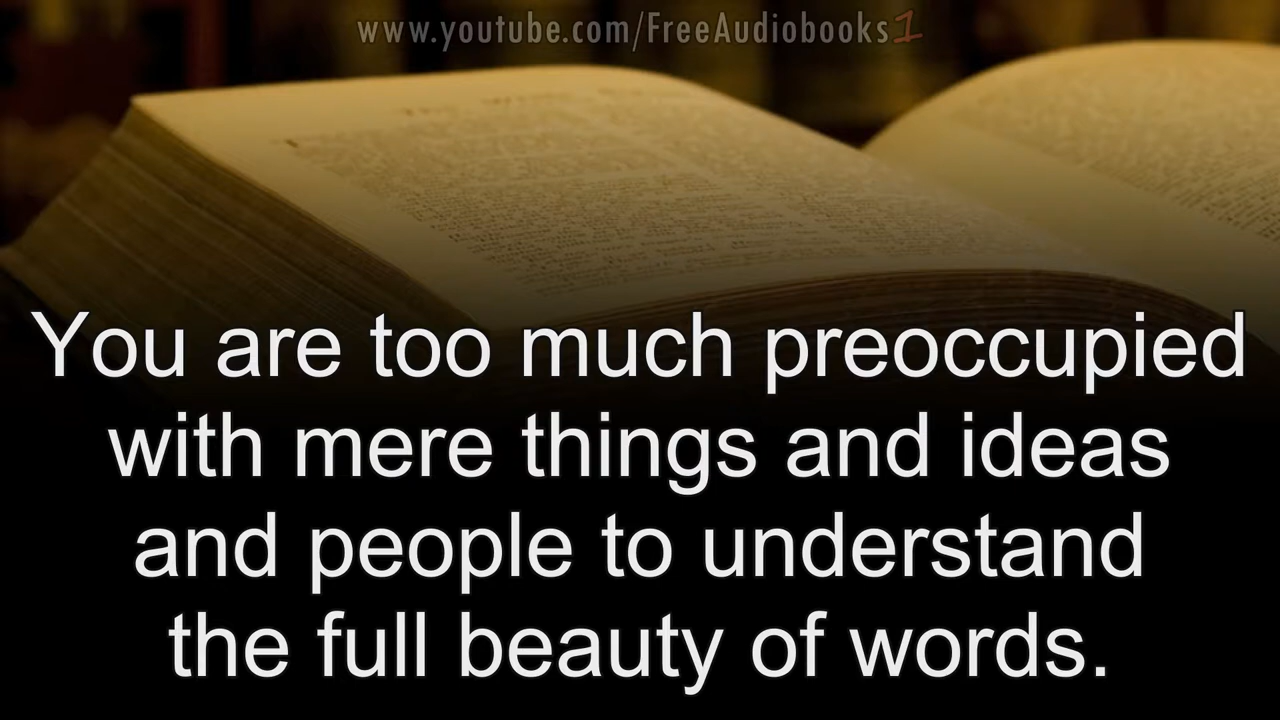 www.youtube.com/FreeAudiobooks1
You are too much preoccupied
with mere things and ideas
and people to understand
the full beauty of words.